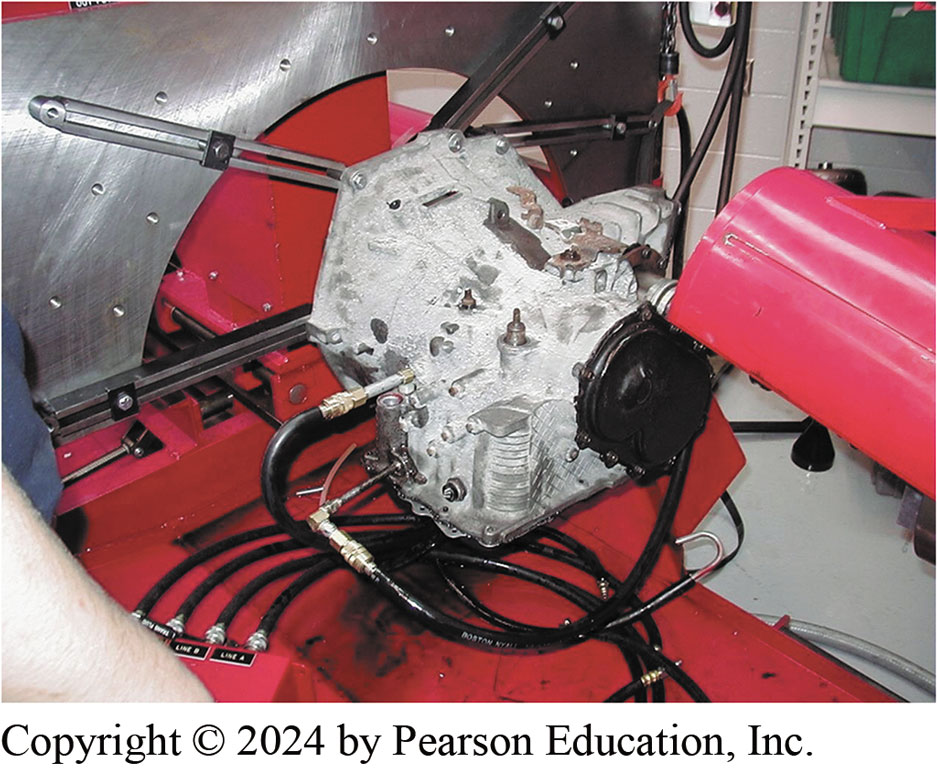 BOSTON
LINE B
LINE A
Copyright © 2024 by Pearson Education, Inc.